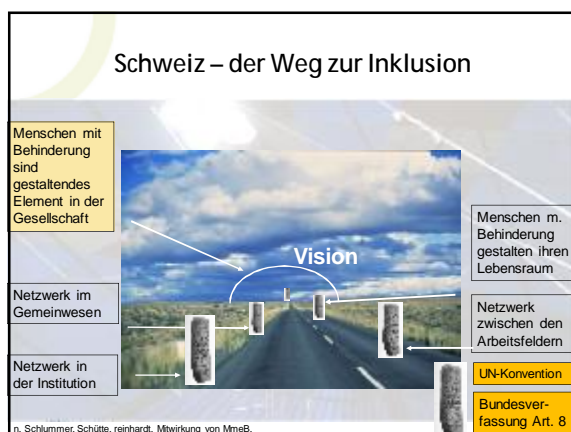 Schweiz – der Weg zur Inklusion
Menschen mit
Behinderung
sind
gestaltendes
Element in der
Gesellschaft
Vision
Menschen m.
Behinderung
gestalten ihren
Lebensraum
Netzwerk im
Gemeinwesen
Netzwerk
zwischen den
Arbeitsfeldern
Netzwerk in
der Institution
UN-Konvention
Bundesver-
fassung Art. 8
n. Schlummer, Schütte, reinhardt, Mitwirkung von MmeB,